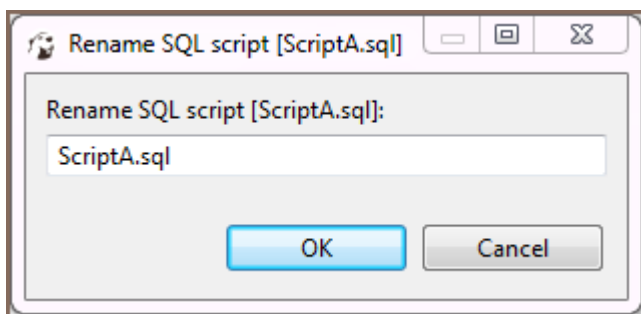 Rename SQL script [ScriptA.sql]
Rename SQL script [ScriptA.sql]:
ScriptA.sql
OK
Cancel